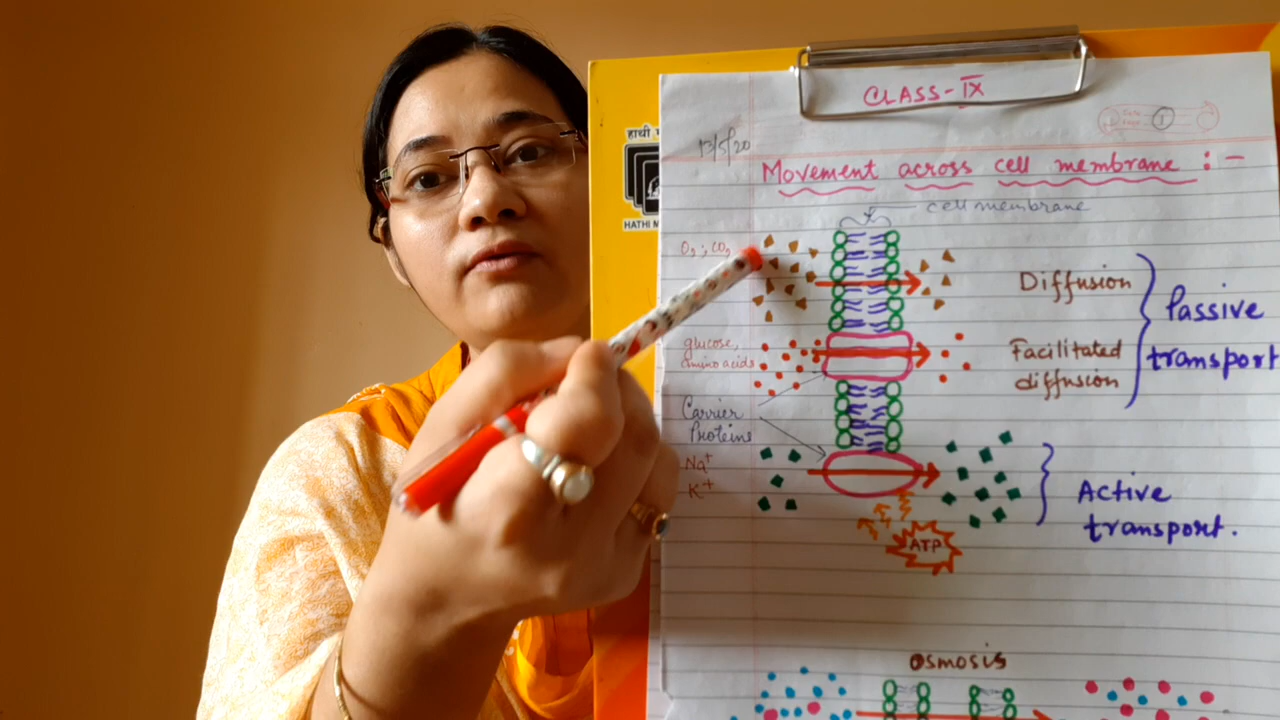 CLASS-IX
13/5/20
Movement across cell membrane :-
cell membrane
हाथी
HATHI M
O₂; CO₂
Diffusion
Passive
transport
glucose,
amino acids
Facilitated
diffusion
Carrier
Proteins
Na⁺
K⁺
Active
transport.
ATP
Osmosis